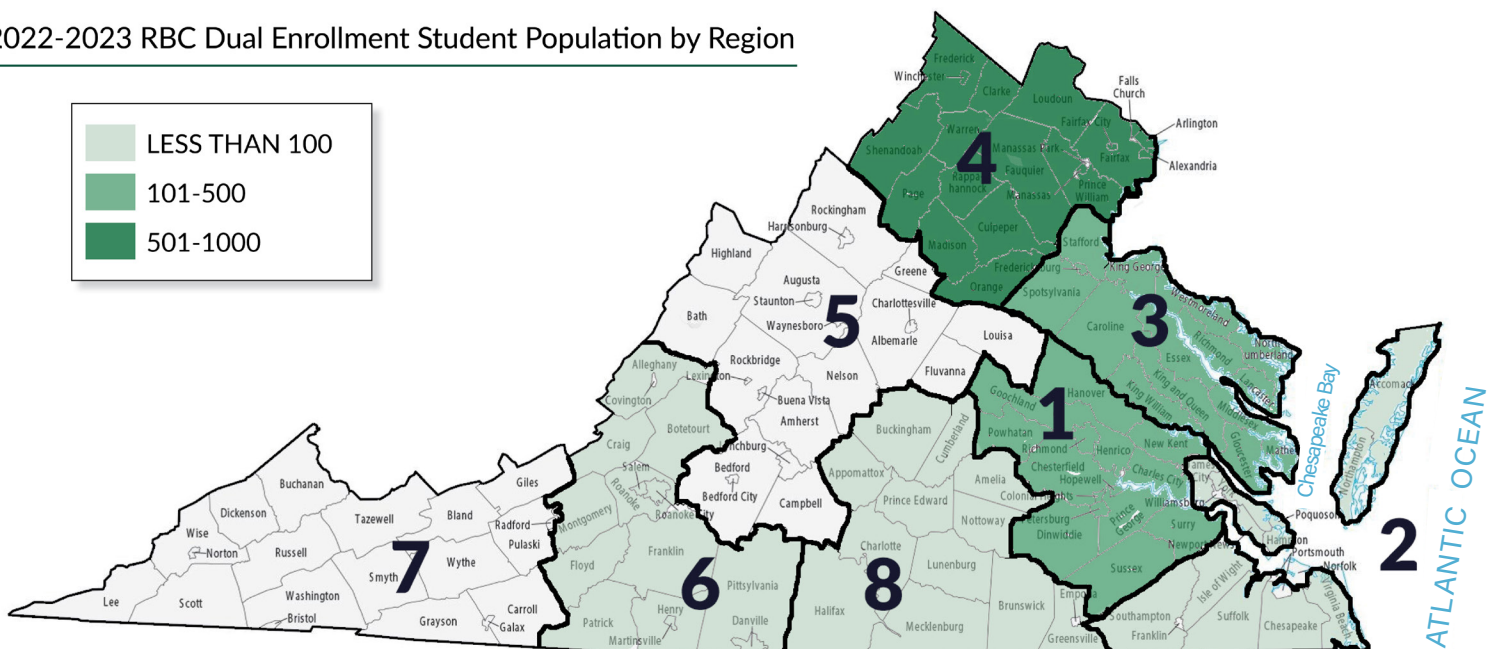 2022-2023 RBC Dual Enrollment Student Population by Region
LESS THAN 100
101-500
501-1000
Frederick
Winchester
Clarke
Loudoun
Falls
Church
Fairfax City
Arlington
Warren
Shenandoah
Manassas Park
4
Fairfax
Alexandria
Fauquier
Rappa
hannock
Page
Manassas
Prince
William
Culpeper
Madison
Orange
Rockingham
Harrisonburg
Highland
Augusta
Greene
Staunton
Charlottesville
5
Bath
Waynesboro
Albemarle
Louisa
Rockbridge
Nelson
Fluvanna
Lexington
Buena Vista
Amherst
Lynchburg
Bedford
Bedford City
Campbell
Stafford
Fredericksburg
King George
Spotsylvania
Westmoreland
3
Caroline
Richmond
North
umberland
Essex
King and Queen
King William
Lancaster
Middlesex
Gloucester
Mathe
Chesapeake Bay
Accomac
Northampton
ATLANTIC OCEAN
2
Goochland
Hanover
1
Powhatan
Richmond
Henrico
New Kent
Chesterfield
Hopewell
Charles City
James
City
Colonial Heights
Williamsburg
Petersburg
Prince
George
Dinwiddie
Surry
Newport News
Sussex
Poquoson
Hampton
Portsmouth
Norfolk
Emporia
Southampton
Isle of Wight
Suffolk
Chesapeake
Virginia Beach
Franklin
Greensville
Alleghany
Covington
Botetourt
Craig
Salem
Roanoke
Roanoke City
Montgomery
Floyd
Franklin
6
Pittsylvania
Henry
Patrick
Martinsville
Danville
Buckingham
Cumberland
Appomattox
Amelia
Prince Edward
Nottoway
Charlotte
8
Lunenburg
Halifax
Mecklenburg
Brunswick
Buchanan
Giles
Dickenson
Tazewell
Bland
Radford
Wise
Norton
Russell
Pulaski
7
Wythe
Smyth
Lee
Scott
Washington
Bristol
Grayson
Carroll
Galax